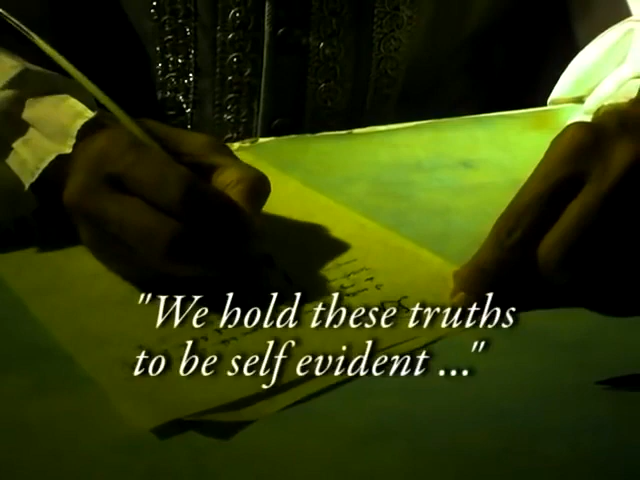 "We hold these truths
to be self evident ..."